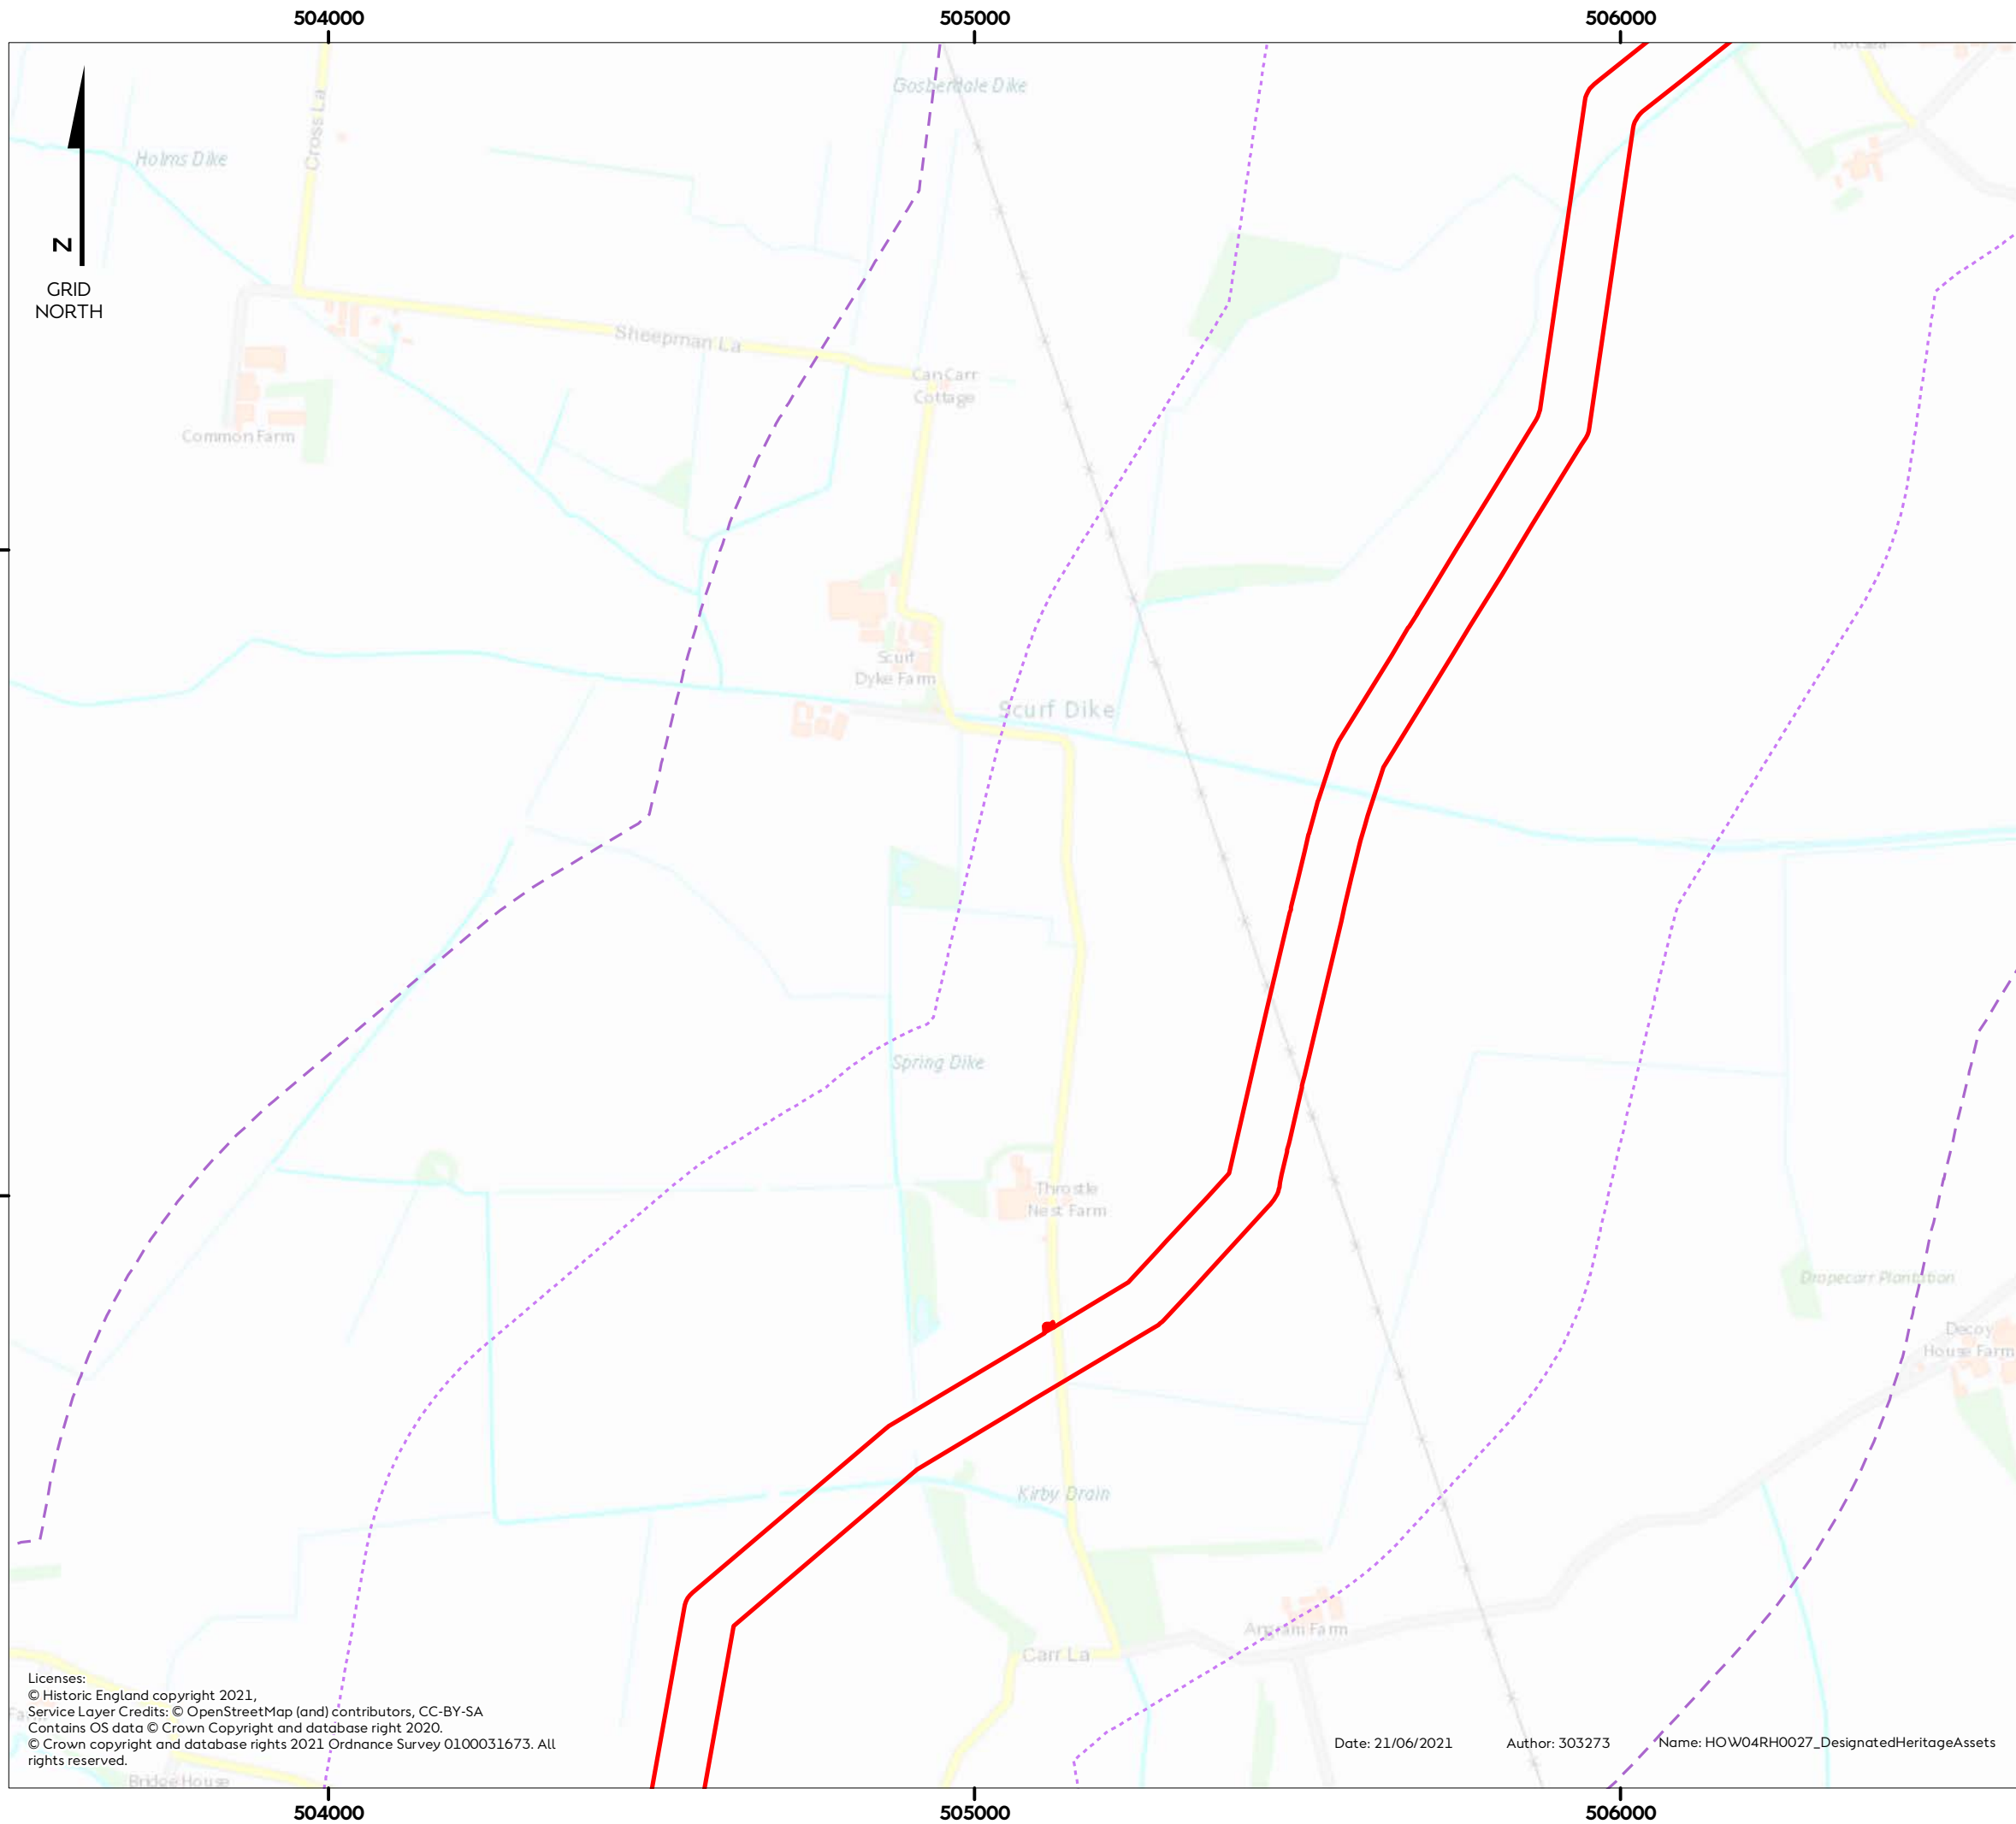 504000
505000
506000
Gosberdale Dike
Cross La
Holms Dike
N
GRID
NORTH
Sheepman La
Can Carr
Cottage
Common Farm
Scurf
Dyke Farm
Scurf Dike
Spring Dike
Throstle
Nest Farm
Dropecarr Plantation
Decoy
House Farm
Kirby Drain
Angram Farm
Carr La
Licenses:
© Historic England copyright 2021,
Service Layer Credits: © OpenStreetMap (and) contributors, CC-BY-SA
Contains OS data © Crown Copyright and database right 2020.
© Crown copyright and database rights 2021 Ordnance Survey 0100031673. All
rights reserved.
Bridge House
Date: 21/06/2021
Author: 303273
Name: HOW04RH0027_DesignatedHeritageAssets
504000
505000
506000